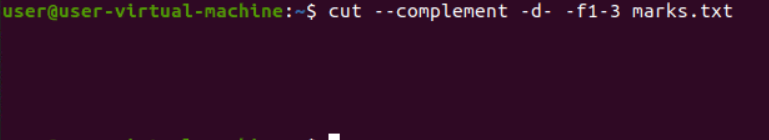 user@user-virtual-machine:~$ cut --complement -d- -f1-3 marks.txt